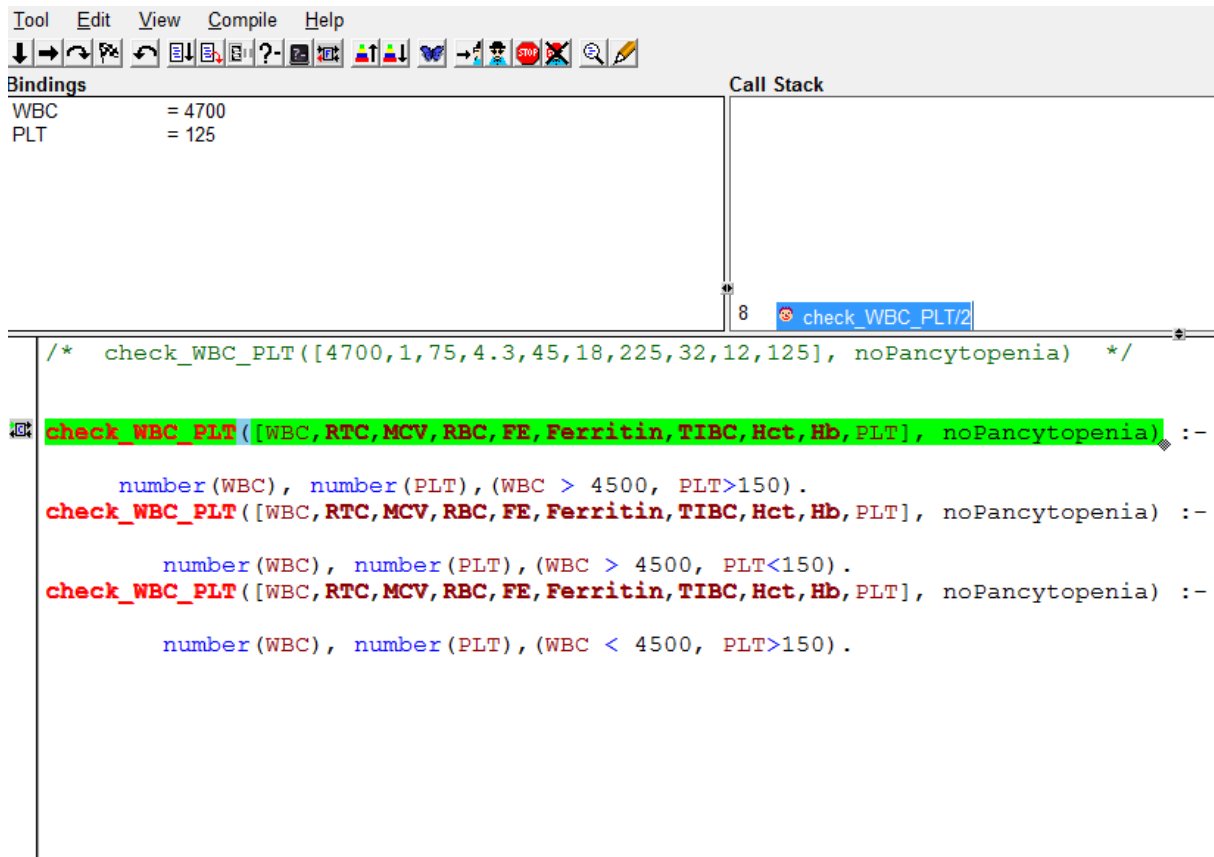 Tool Edit View Compile Help
?- STOP
Bindings Call Stack
WBC = 4700
PLT = 125
8 check_WBC_PLT/2
/* check_WBC_PLT([4700,1,75,4.3,45,18,225,32,12,125], noPancytopenia) */
check_WBC_PLT([WBC,RTC,MCV,RBC,FE,Ferritin,TIBC,Hct,Hb,PLT], noPancytopenia) :-
number(WBC), number(PLT),(WBC > 4500, PLT>150).
check_WBC_PLT([WBC,RTC,MCV,RBC,FE,Ferritin,TIBC,Hct,Hb,PLT], noPancytopenia) :-
number(WBC), number(PLT),(WBC > 4500, PLT<150).
check_WBC_PLT([WBC,RTC,MCV,RBC,FE,Ferritin,TIBC,Hct,Hb,PLT], noPancytopenia) :-
number(WBC), number(PLT),(WBC < 4500, PLT>150).